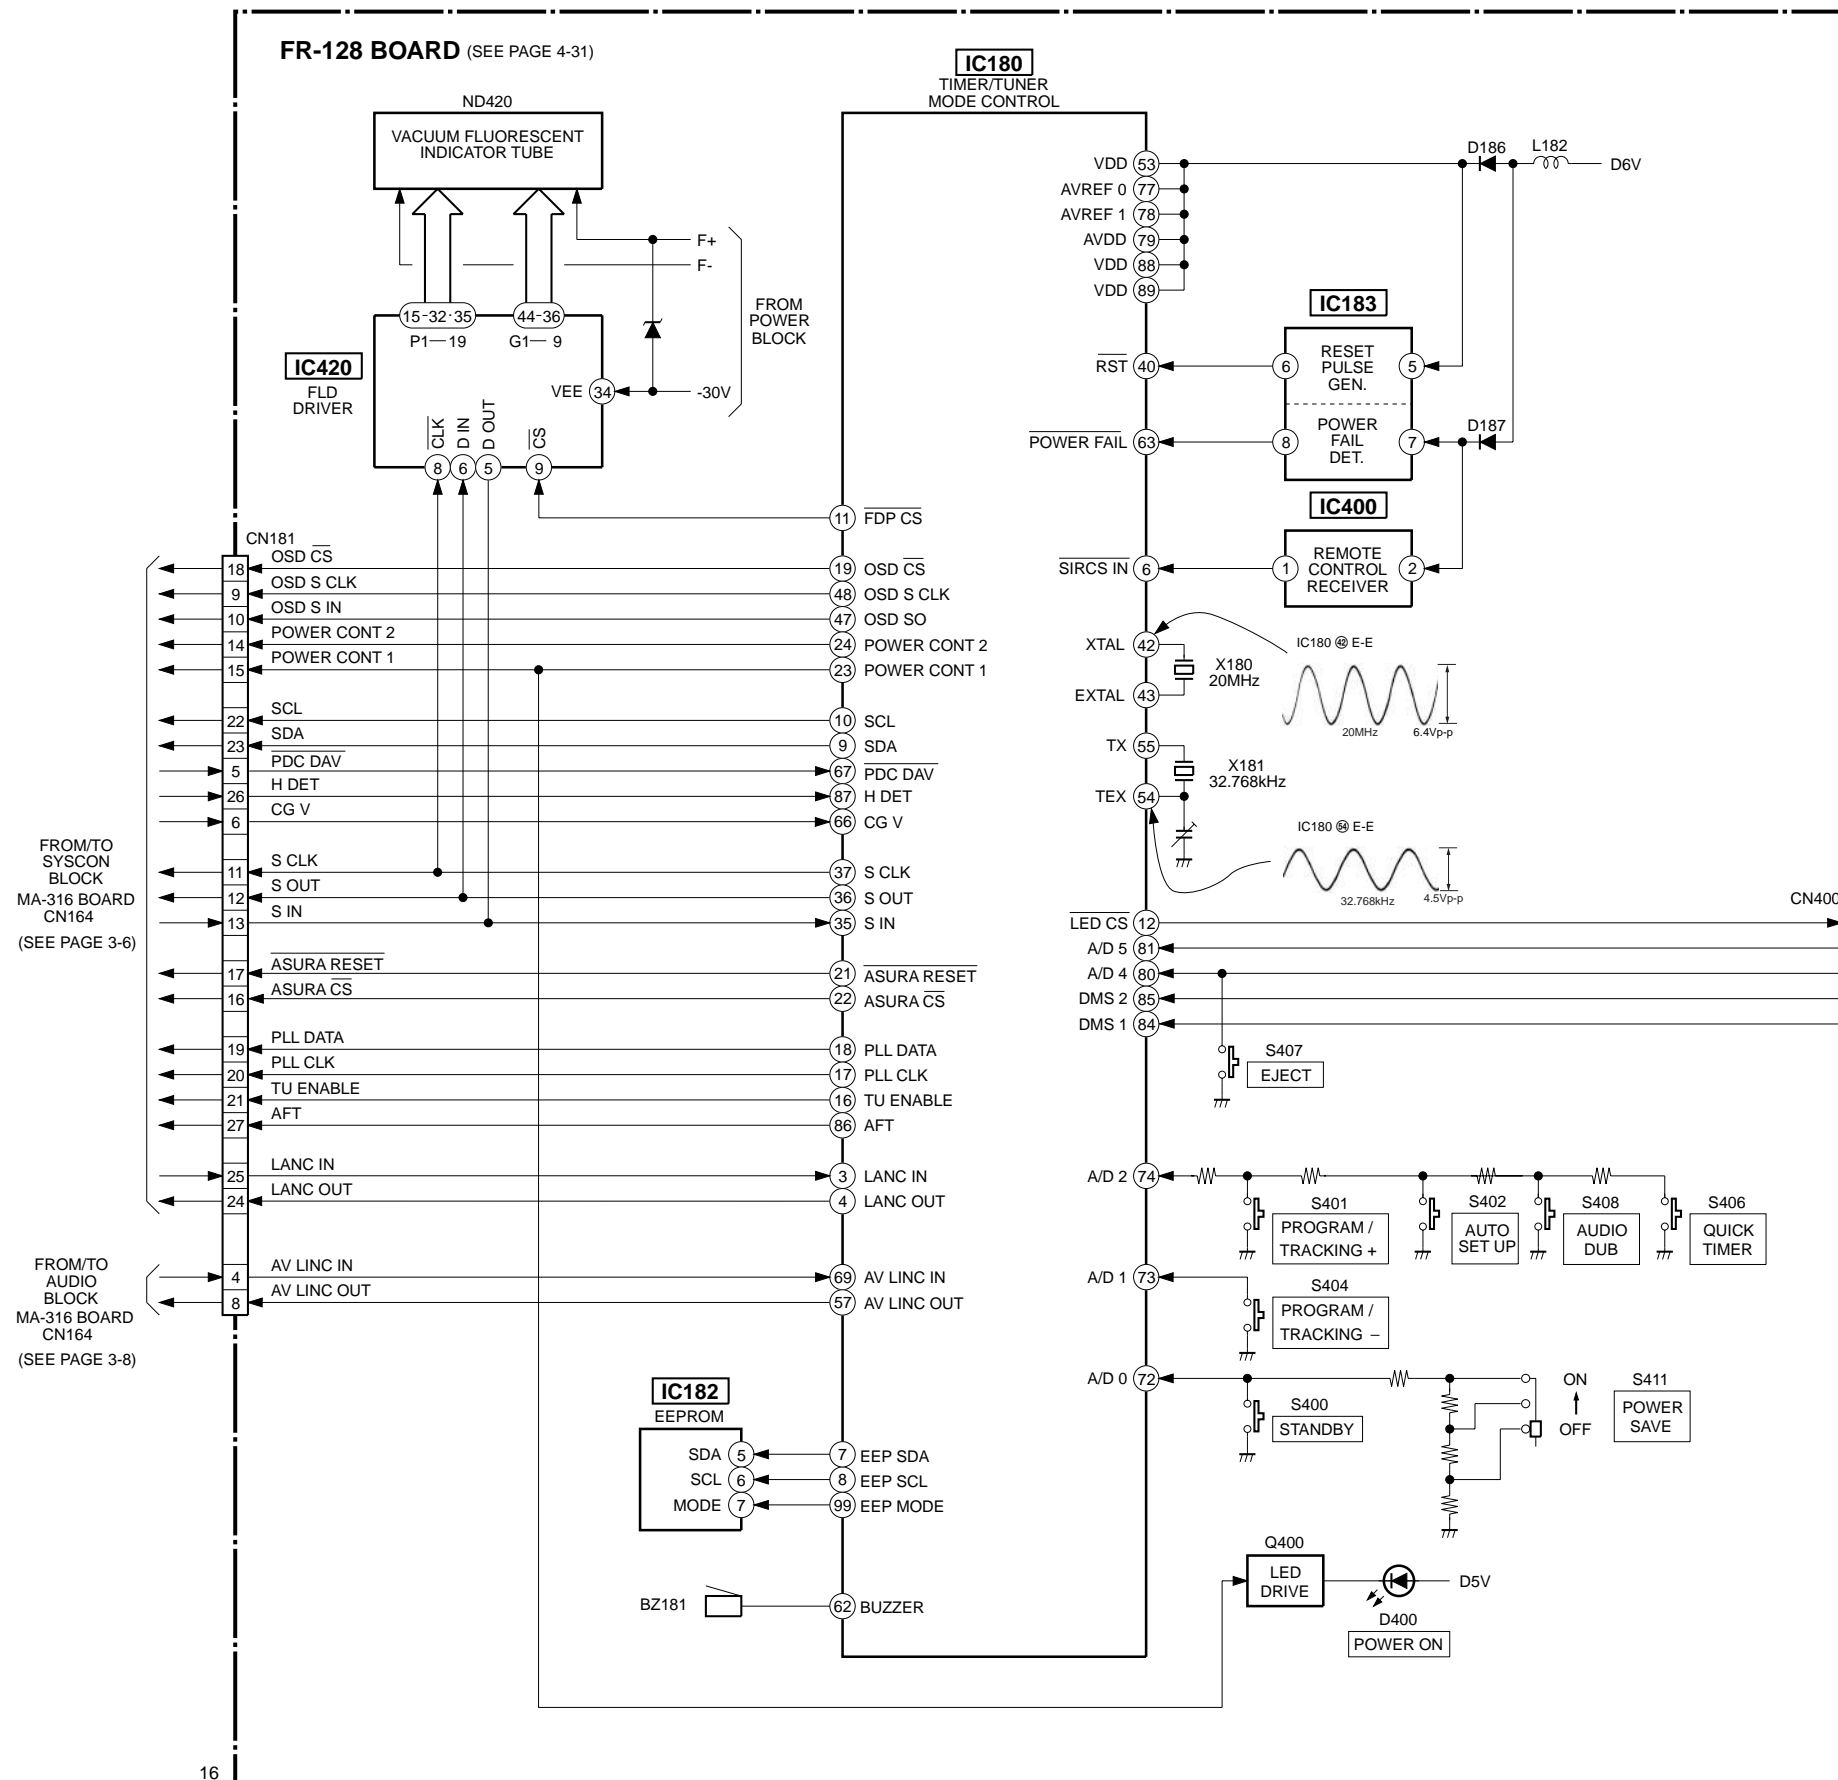 FR-128 BOARD (SEE PAGE 4-31)
IC180
TIMER/TUNER
MODE CONTROL
ND420
VACUUM FLUORESCENT
INDICATOR TUBE
F+
F-
FROM
POWER
BLOCK
15-32·35
44-36
P1—19
G1—9
IC420
FLD
DRIVER
VEE 34
-30V
CLK
D IN
D OUT
CS
8 6 5 9
VDD 53
AVREF 0 77
AVREF 1 78
AVDD 79
VDD 88
VDD 89
D186
L182
D6V
IC183
RST 40
6
RESET
PULSE
GEN.
5
POWER FAIL 63
8
POWER
FAIL
DET.
7
D187
IC400
SIRCS IN 6
1
REMOTE
CONTROL
RECEIVER
2
XTAL 42
EXTAL 43
X180
20MHz
IC180 ㊷ E-E
20MHz
6.4Vp-p
TX 55
TEX 54
X181
32.768kHz
IC180 54 E-E
32.768kHz
4.5Vp-p
11 FDP CS
CN181
18 OSD CS 19 OSD CS
9 OSD S CLK 48 OSD S CLK
10 OSD S IN 47 OSD SO
14 POWER CONT 2 24 POWER CONT 2
15 POWER CONT 1 23 POWER CONT 1
22 SCL 10 SCL
23 SDA 9 SDA
5 PDC DAV 67 PDC DAV
26 H DET 87 H DET
6 CG V 66 CG V
11 S CLK 37 S CLK
12 S OUT 36 S OUT
13 S IN 35 S IN
17 ASURA RESET 21 ASURA RESET
16 ASURA CS 22 ASURA CS
19 PLL DATA 18 PLL DATA
20 PLL CLK 17 PLL CLK
21 TU ENABLE 16 TU ENABLE
27 AFT 86 AFT
25 LANC IN 3 LANC IN
24 LANC OUT 4 LANC OUT
4 AV LINC IN 69 AV LINC IN
8 AV LINC OUT 57 AV LINC OUT
FROM/TO
SYSCON
BLOCK
MA-316 BOARD
CN164
(SEE PAGE 3-6)
FROM/TO
AUDIO
BLOCK
MA-316 BOARD
CN164
(SEE PAGE 3-8)
CN400
LED CS 12
A/D 5 81
A/D 4 80
DMS 2 85
DMS 1 84
S407
EJECT
A/D 2 74
S401
PROGRAM /
TRACKING +
S402
AUTO
SET UP
S408
AUDIO
DUB
S406
QUICK
TIMER
A/D 1 73
S404
PROGRAM /
TRACKING –
A/D 0 72
S400
STANDBY
ON
OFF
S411
POWER
SAVE
IC182
EEPROM
SDA 5 7 EEP SDA
SCL 6 8 EEP SCL
MODE 7 99 EEP MODE
BZ181
62 BUZZER
Q400
LED
DRIVE
D5V
D400
POWER ON
16